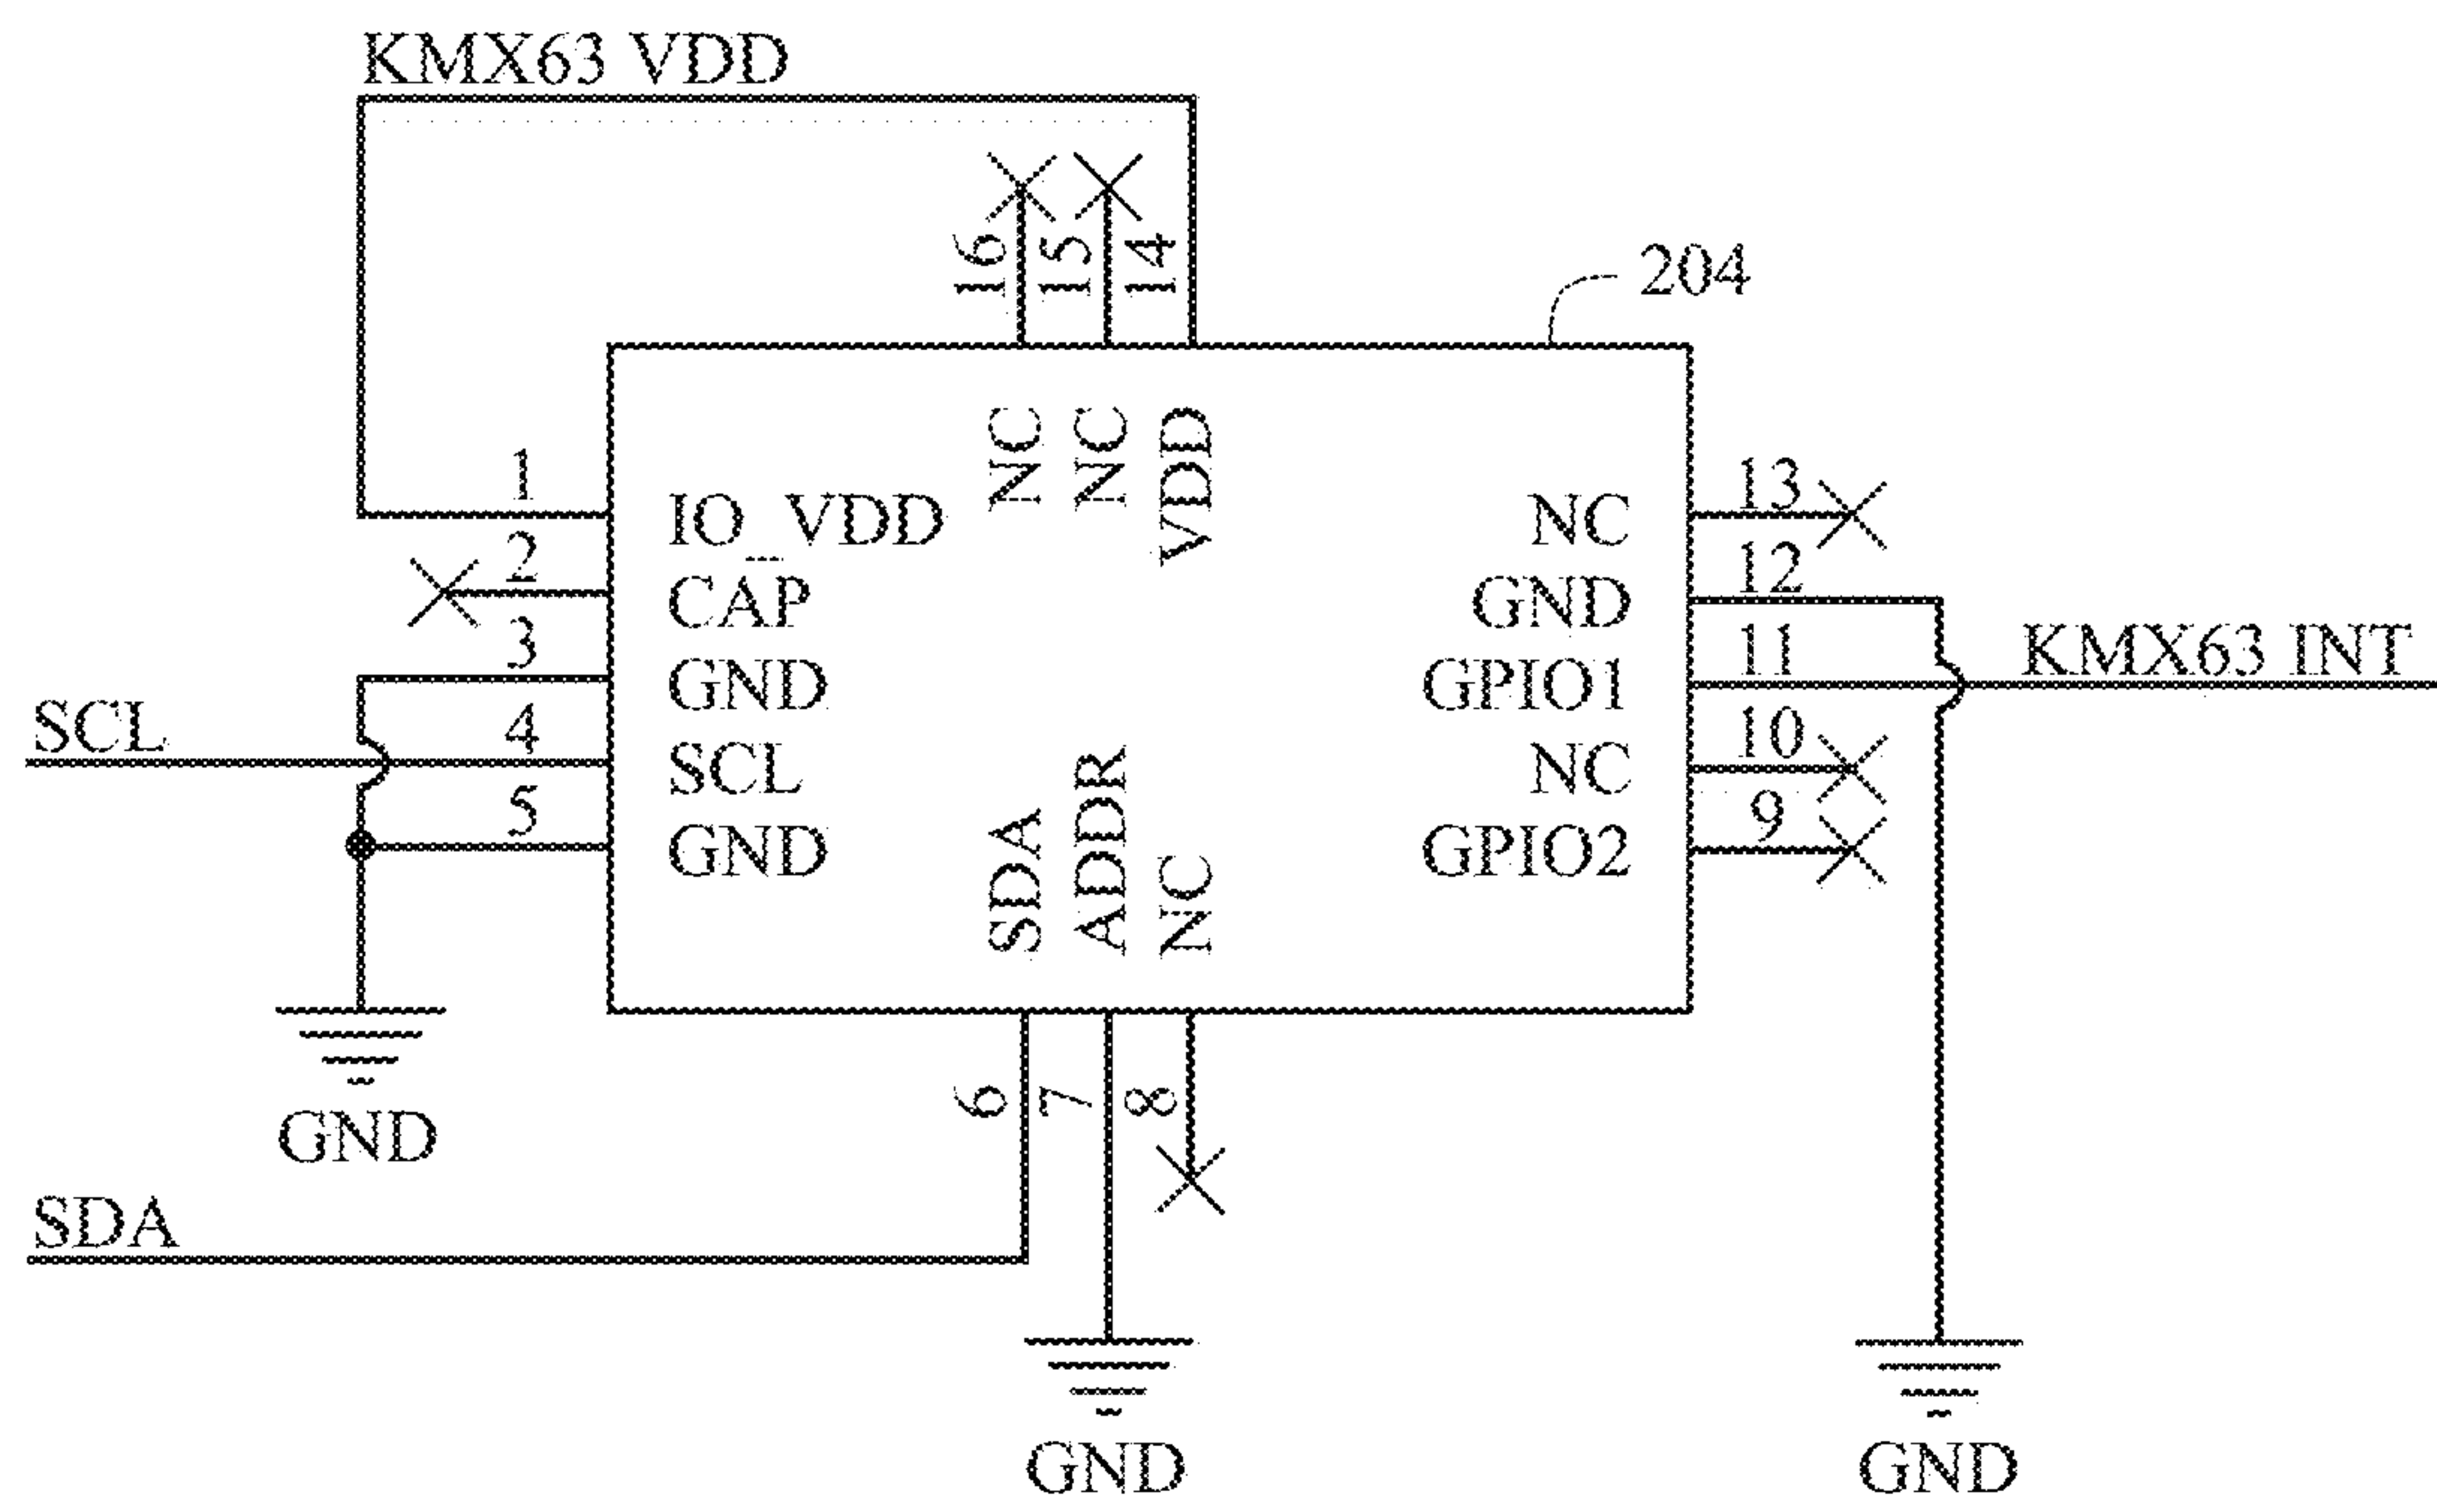 KMX63 VDD
16
15
14
204
NC
NC
VDD
1
IO_VDD
2
CAP
3
GND
SCL
4
SCL
5
GND
13
NC
12
GND
11
GPIO1
KMX63 INT
10
NC
9
GPIO2
SDA
ADDR
NC
GND
6
7
8
SDA
GND
GND